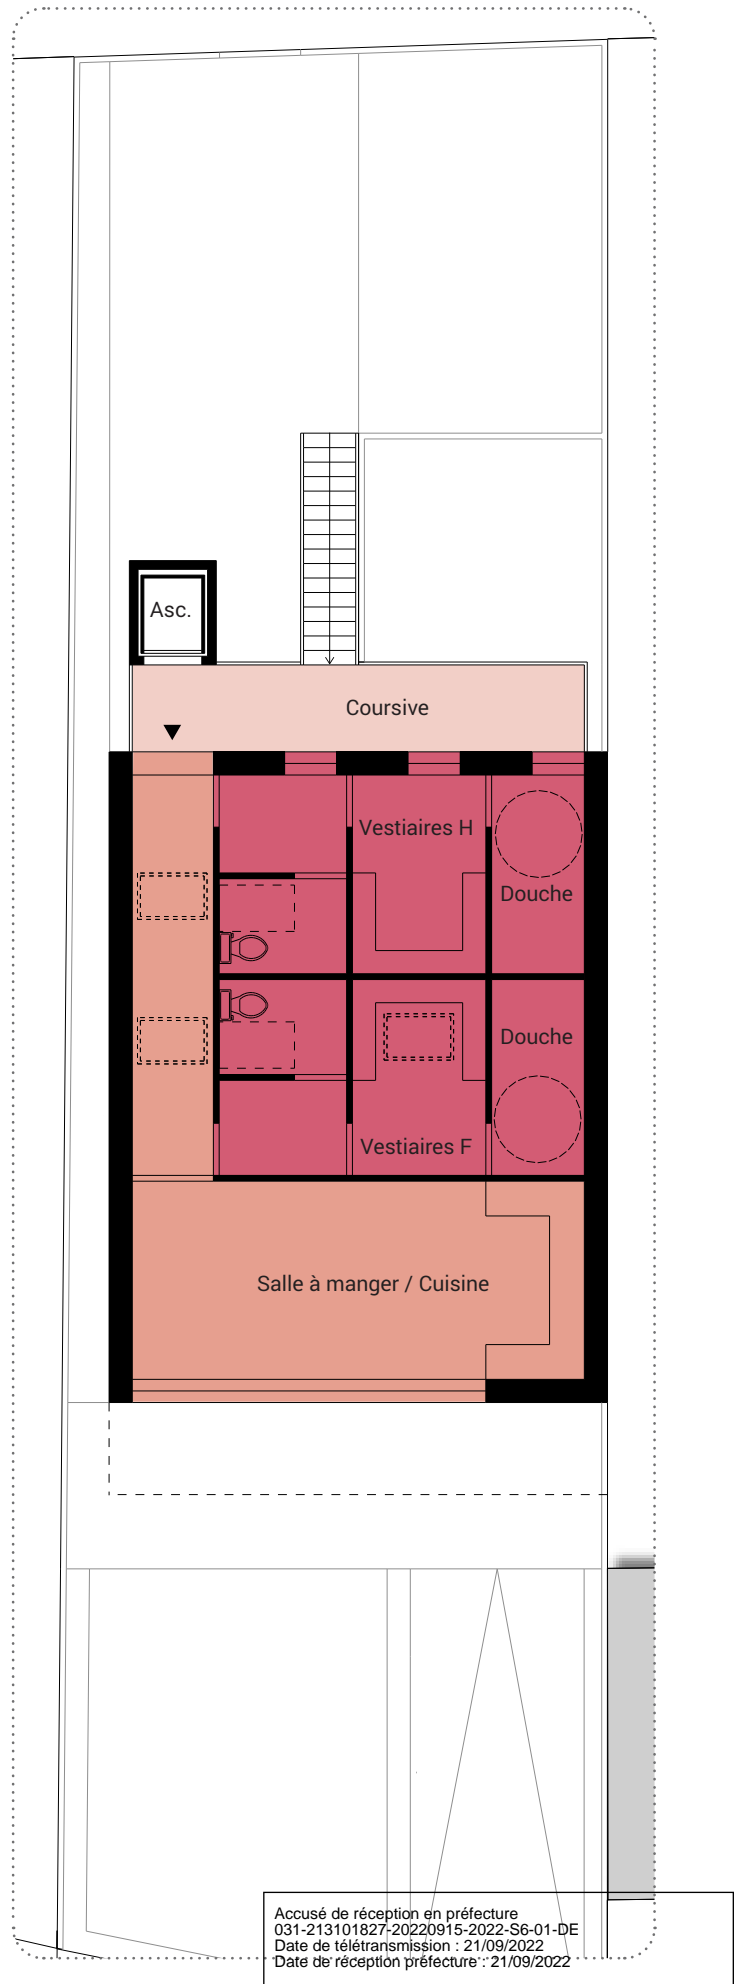 Asc.
Coursive
Vestiaires H
Douche
Douche
Vestiaires F
Salle à manger / Cuisine
Accusé de réception en préfecture
031-213101827-20220915-2022-S6-01-DE
Date de télétransmission : 21/09/2022
Date de réception préfecture : 21/09/2022